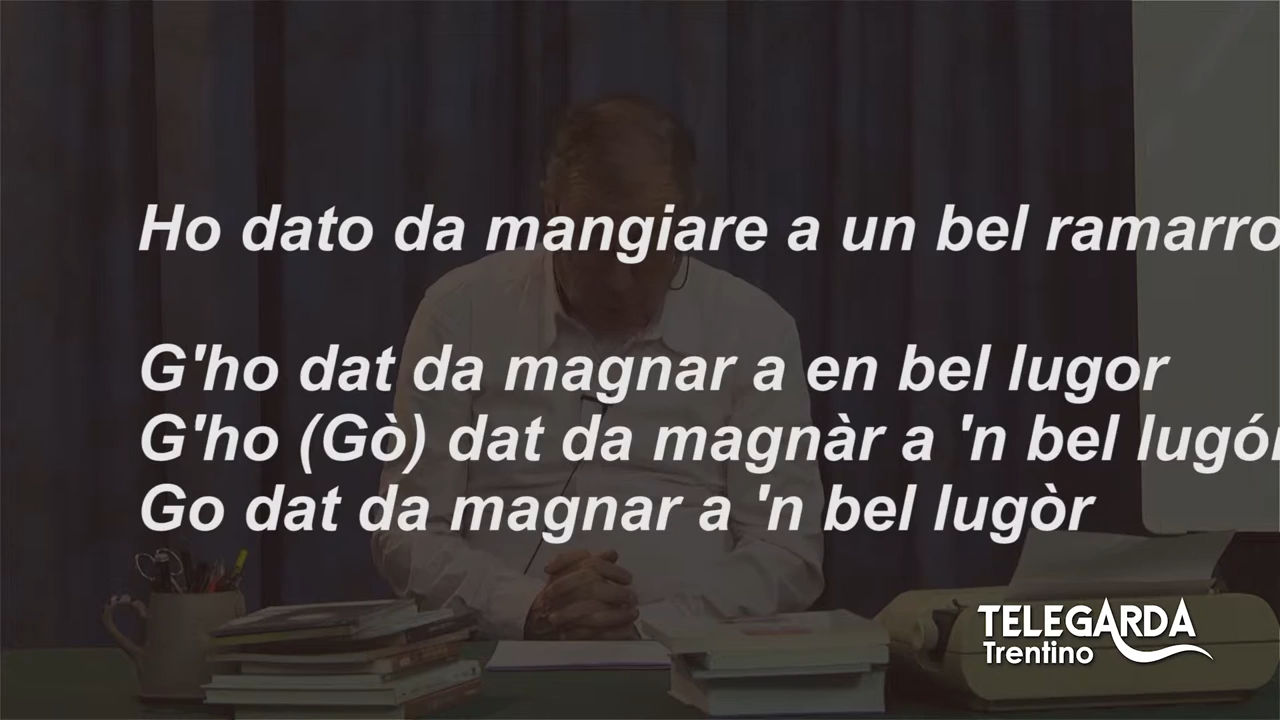 Ho dato da mangiare a un bel ramarro
G'ho dat da magnar a en bel lugor
G'ho (Gò) dat da magnàr a 'n bel lugór
Go dat da magnar a 'n bel lugòr
TELEGARDA
Trentino